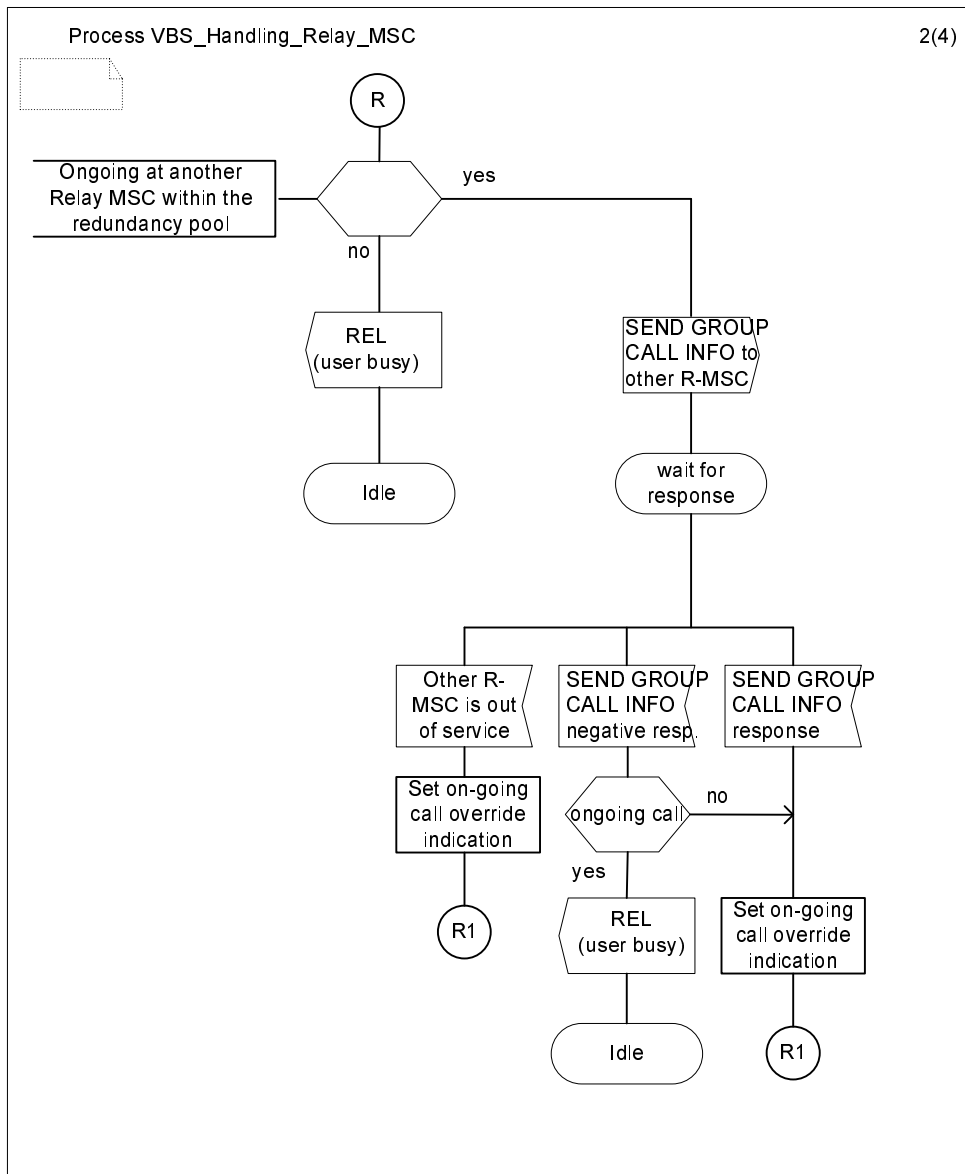 Process VBS_Handling_Relay_MSC
2(4)
R
Ongoing at another
Relay MSC within the
redundancy pool
yes
no
REL
(user busy)
SEND GROUP
CALL INFO to
other R-MSC
Idle
wait for
response
Other R-
MSC is out
of service
SEND GROUP
CALL INFO
negative resp.
SEND GROUP
CALL INFO
response
Set on-going
call override
indication
ongoing call
no
yes
R1
REL
(user busy)
Set on-going
call override
indication
Idle
R1